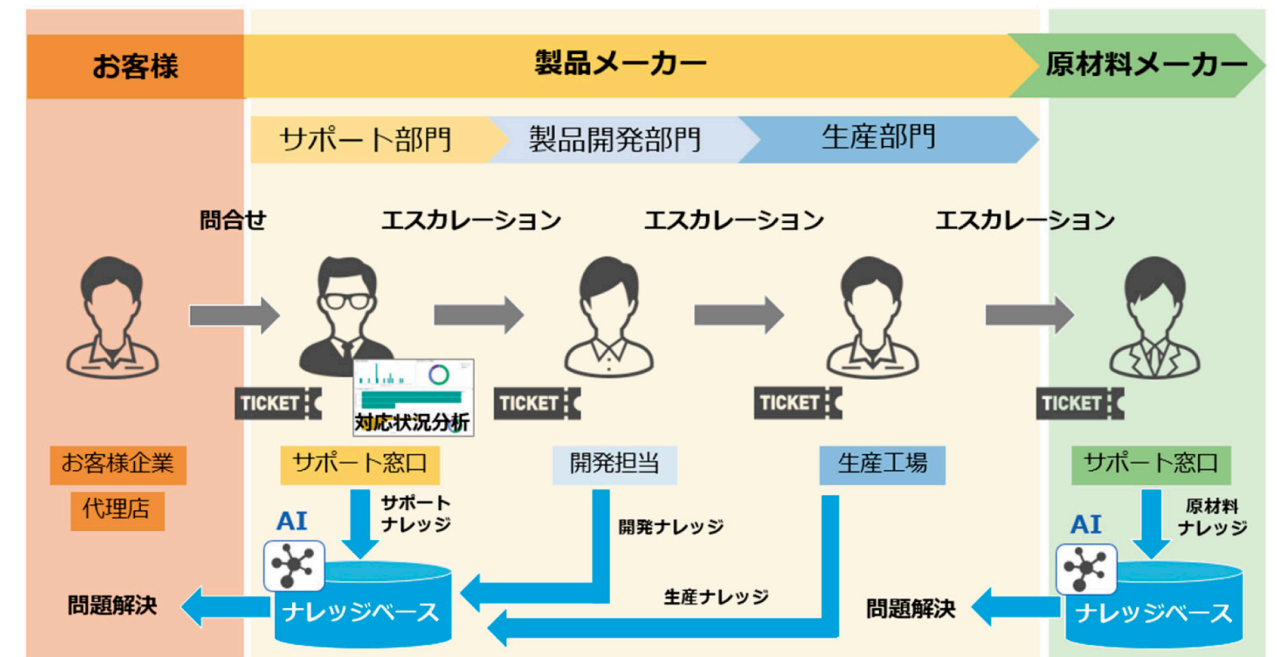 お客様
製品メーカー
原材料メーカー
サポート部門
製品開発部門
生産部門
問合せ
エスカレーション
エスカレーション
エスカレーション
TICKET
TICKET
TICKET
TICKET
対応状況分析
お客様企業
代理店
サポート窓口
開発担当
生産工場
サポート窓口
サポート
ナレッジ
開発ナレッジ
生産ナレッジ
原材料
ナレッジ
AI
AI
問題解決
ナレッジベース
問題解決
ナレッジベース